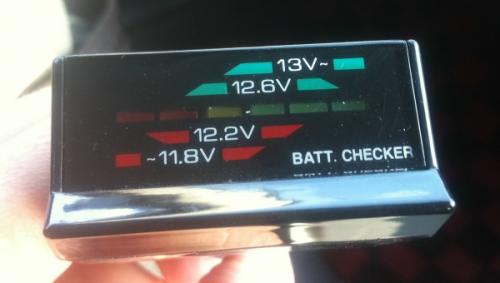 13V~
12.6V
12.2V
~11.8V
BATT. CHECKER